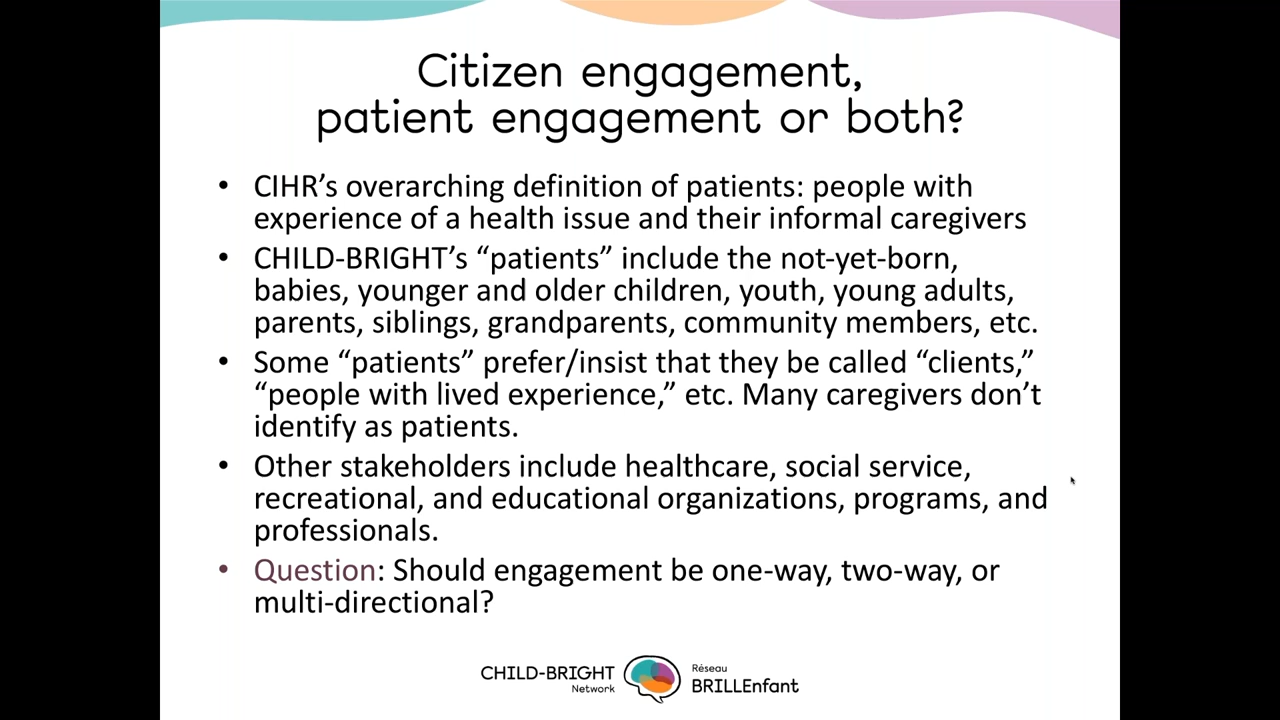 Citizen engagement,
patient engagement or both?
• CIHR’s overarching definition of patients: people with
experience of a health issue and their informal caregivers
• CHILD-BRIGHT’s “patients” include the not-yet-born,
babies, younger and older children, youth, young adults,
parents, siblings, grandparents, community members, etc.
• Some “patients” prefer/insist that they be called “clients,”
“people with lived experience,” etc. Many caregivers don’t
identify as patients.
• Other stakeholders include healthcare, social service,
recreational, and educational organizations, programs, and
professionals.
• Question: Should engagement be one-way, two-way, or
multi-directional?
CHILD-BRIGHT
Network
Réseau
BRILLEnfant